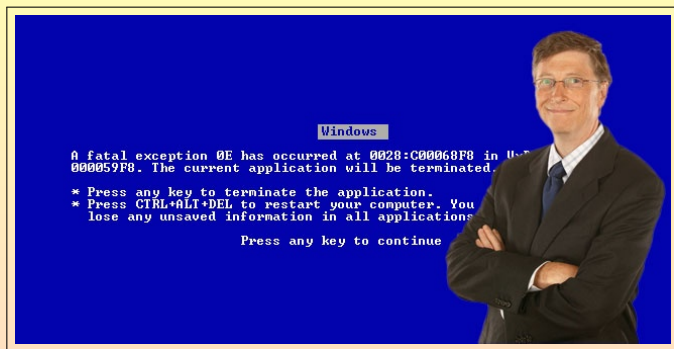 Windows
A fatal exception 0E has occurred at 0028:C00068F8 in
000059F8. The current application will be terminated.
* Press any key to terminate the application.
* Press CTRL+ALT+DEL to restart your computer. You
lose any unsaved information in all applications
Press any key to continue